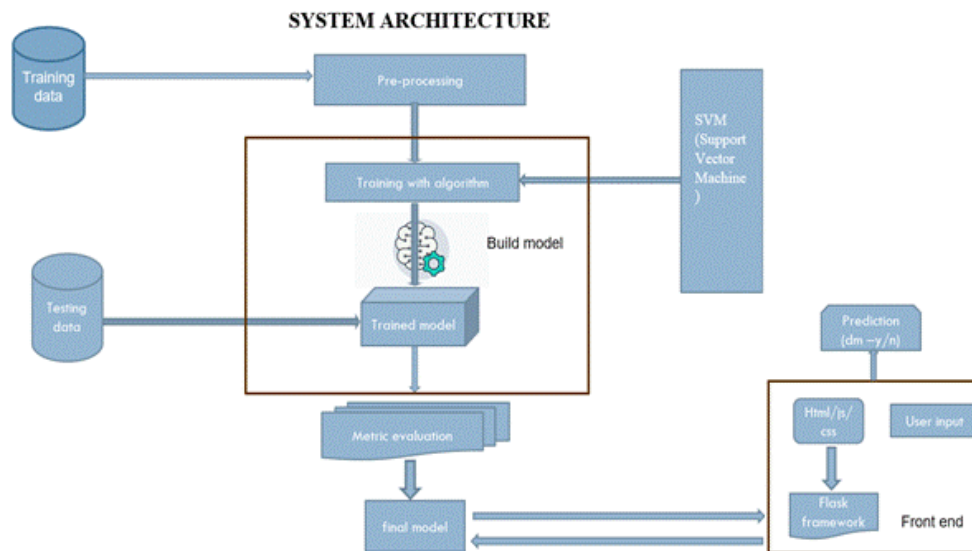 SYSTEM ARCHITECTURE
Training
data
Pre-processing
SVM
(Support
Vector
Machine
)
Training with algorithm
Build model
Testing
data
Trained model
Prediction
(dm –y/n)
Metric evaluation
Html/js/
css
User input
final model
Flask
framework
Front end